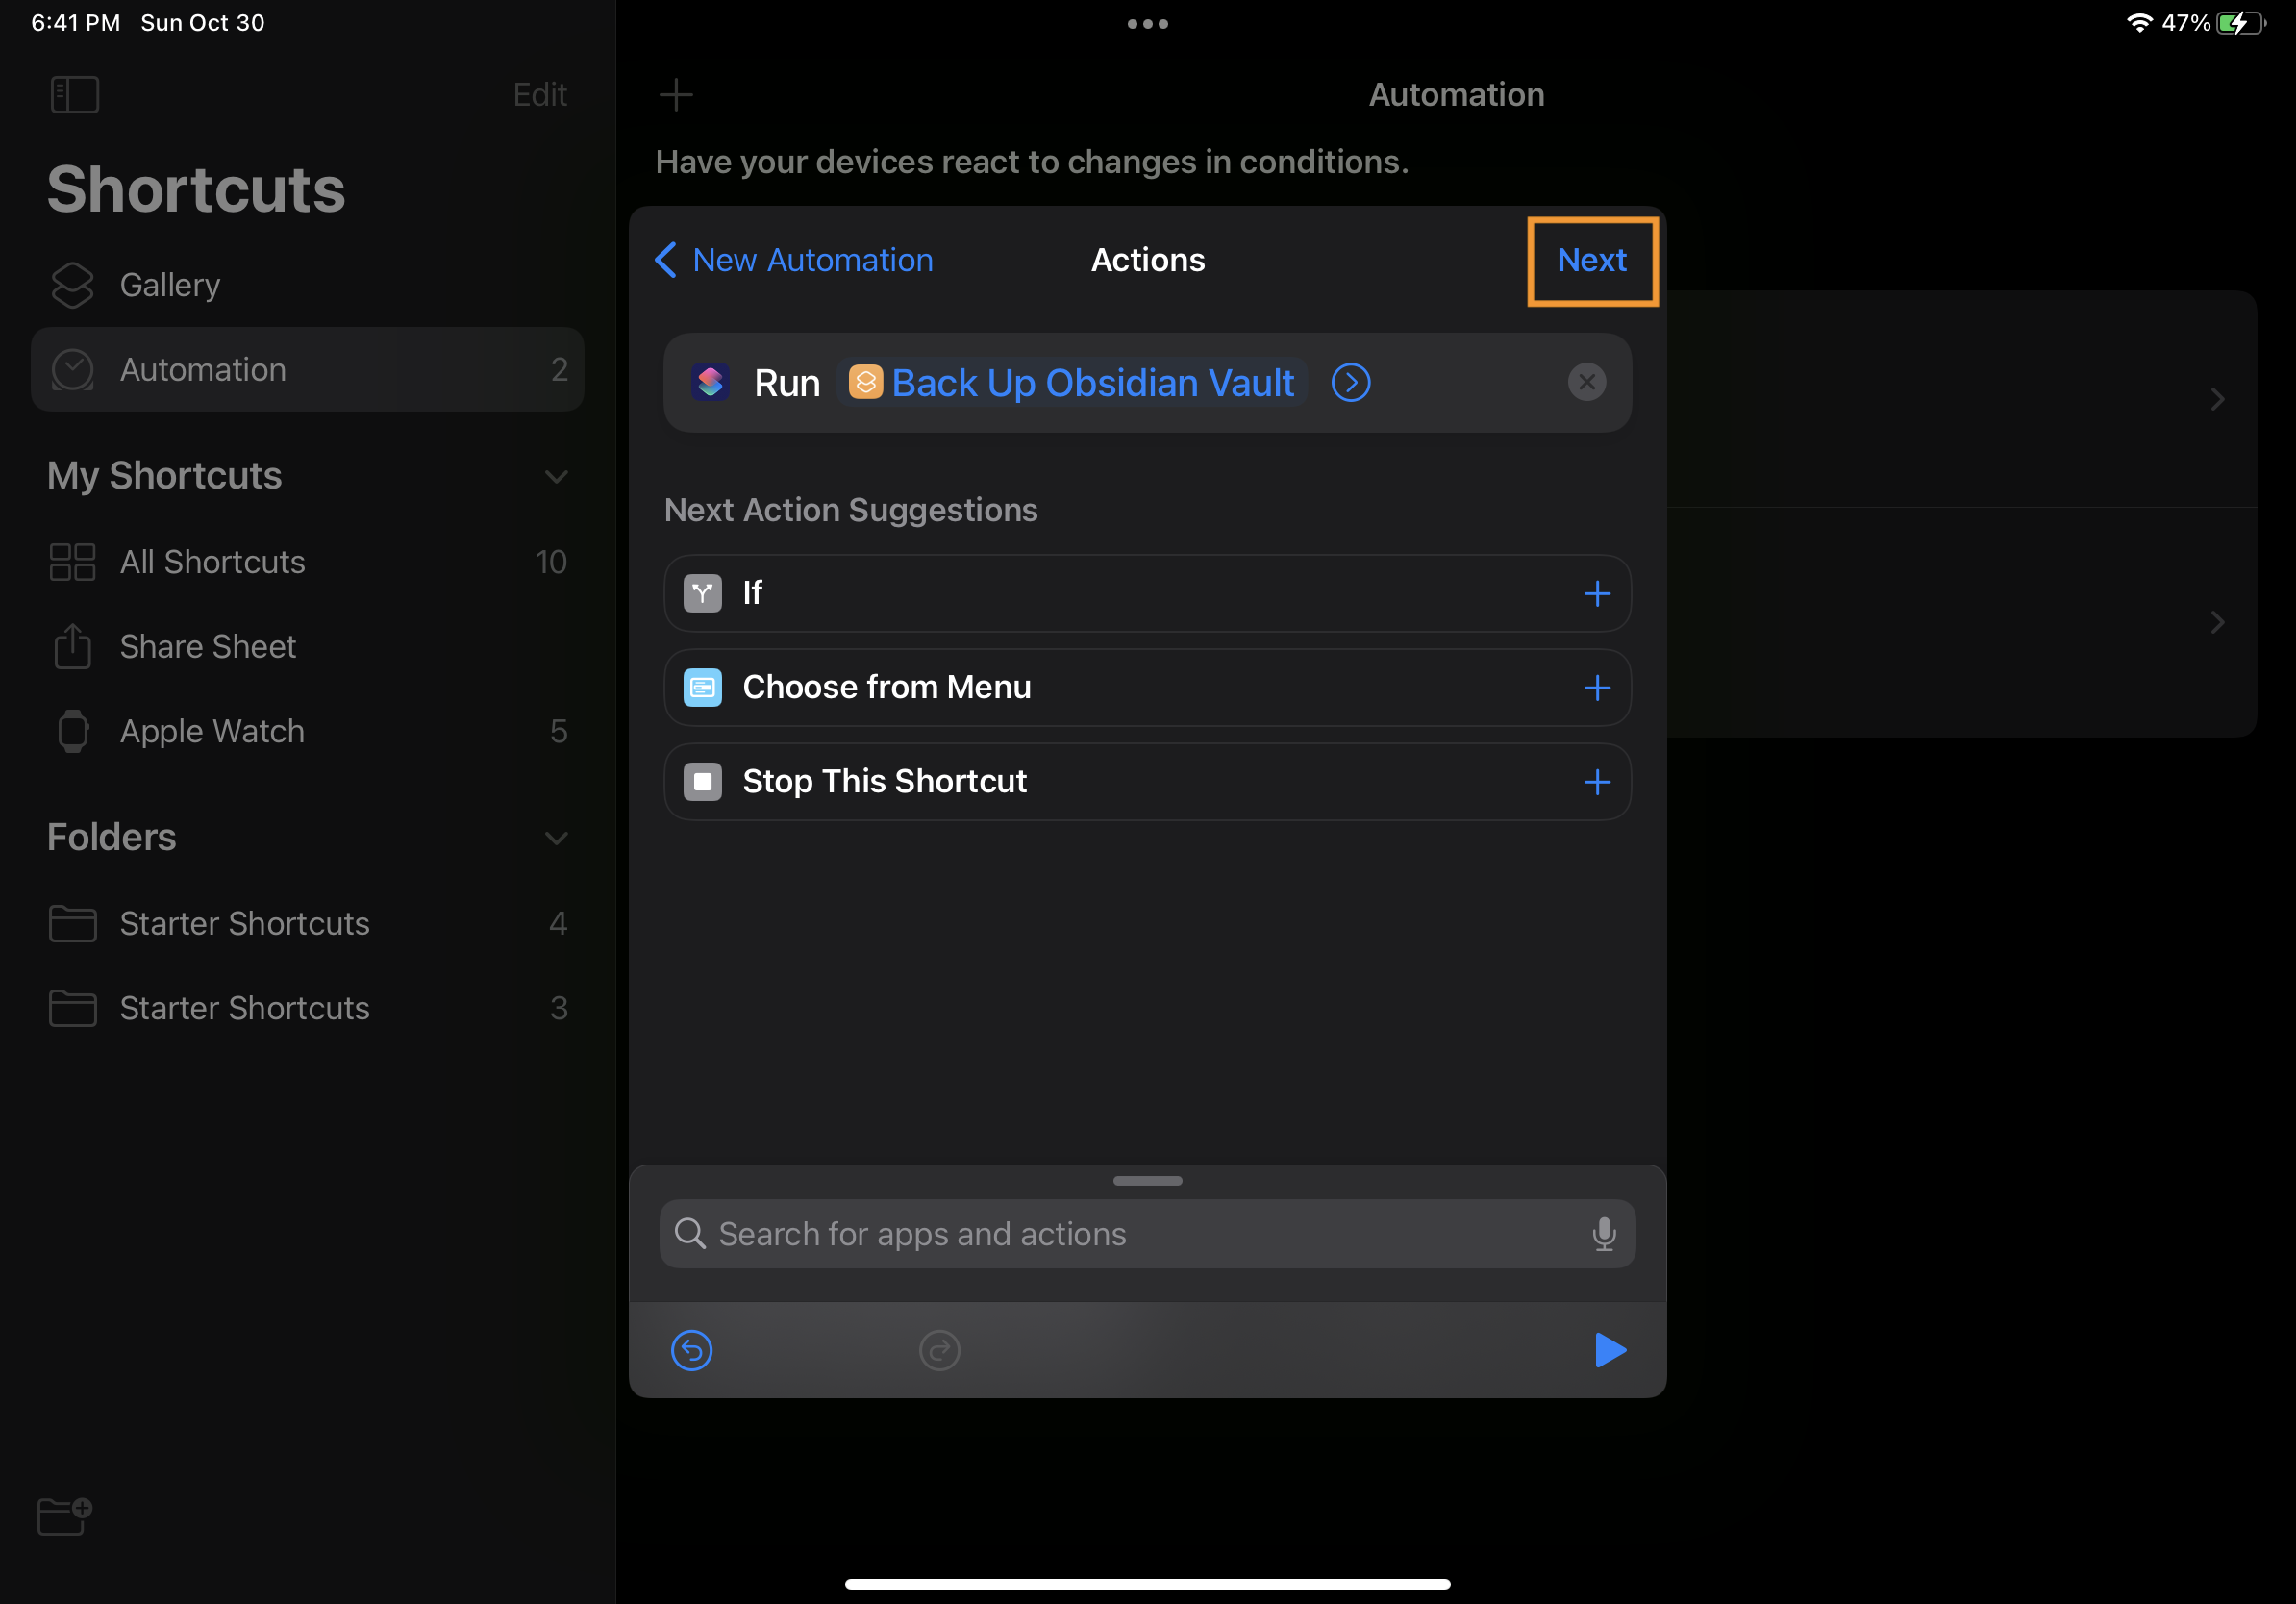 6:41 PM Sun Oct 30
47%
Edit
Shortcuts
Gallery
Automation 2
My Shortcuts
All Shortcuts 10
Share Sheet
Apple Watch 5
Folders
Starter Shortcuts 4
Starter Shortcuts 3
Automation
Have your devices react to changes in conditions.
New Automation Actions Next
Run Back Up Obsidian Vault
Next Action Suggestions
If
Choose from Menu
Stop This Shortcut
Search for apps and actions